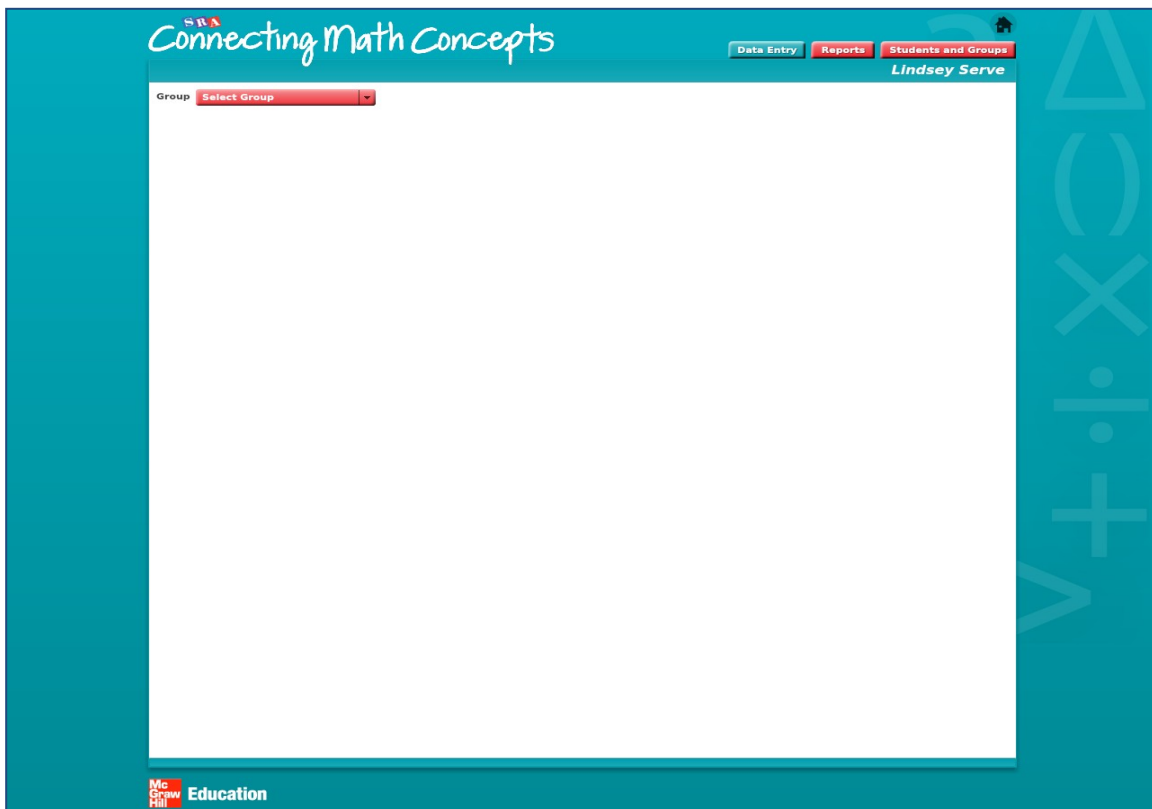 SRA
Connecting Math Concepts
Data Entry Reports Students and Groups
Lindsey Serve
Group Select Group
Mc
Graw
Hill Education